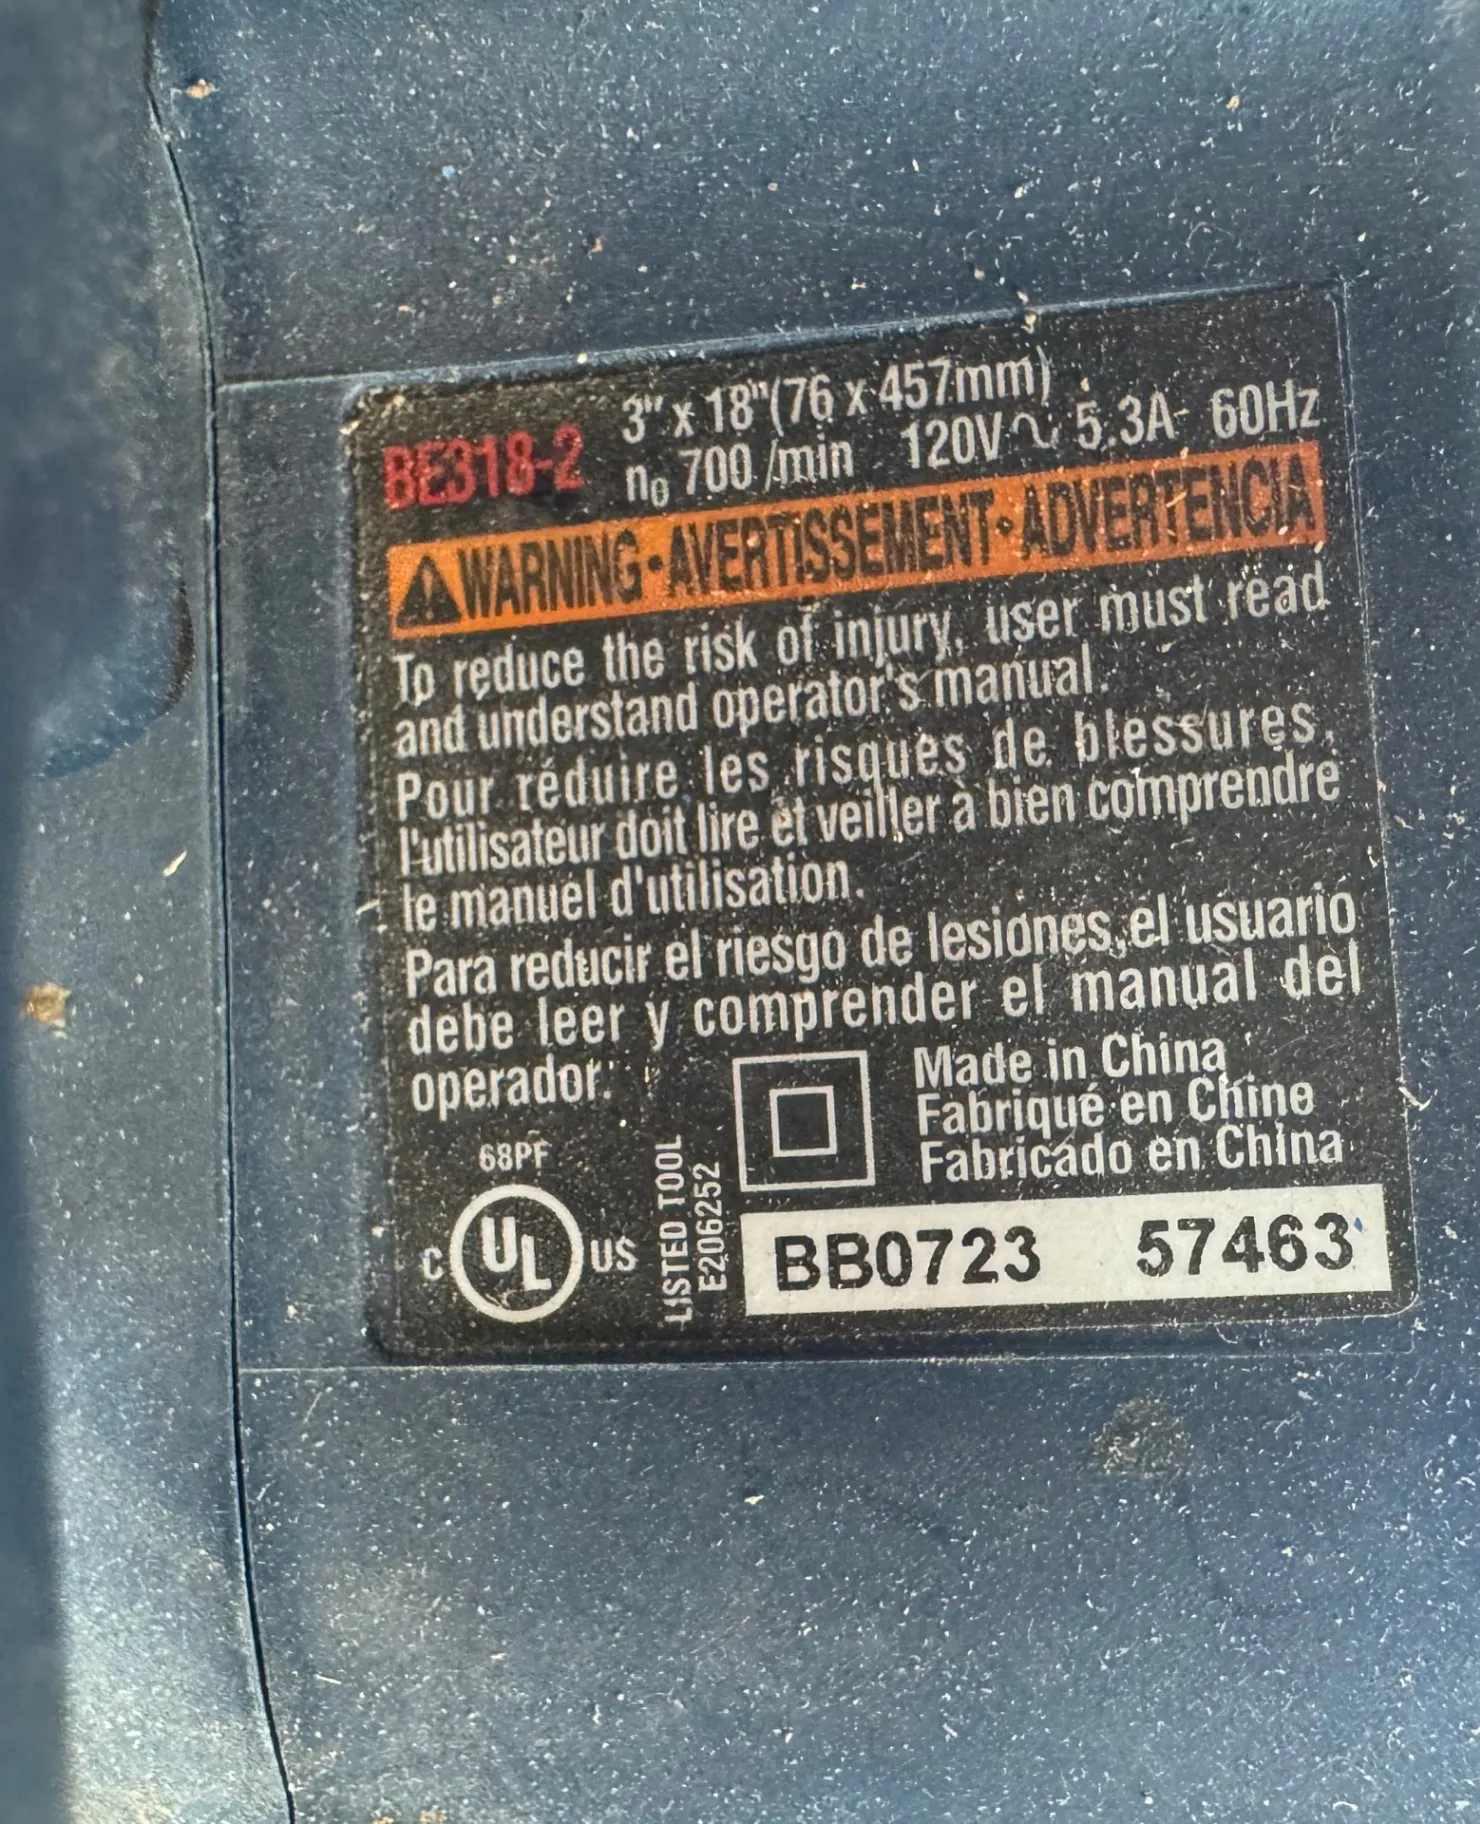 BE318-2
3" x 18"(76 x 457mm)
n₀ 700 /min 120V~ 5.3A 60Hz
WARNING•AVERTISSEMENT•ADVERTENCIA
To reduce the risk of injury, user must read
and understand operator's manual.
Pour réduire les risques de blessures,
l'utilisateur doit lire et veiller à bien comprendre
le manuel d'utilisation.
Para reducir el riesgo de lesiones,el usuario
debe leer y comprender el manual del
operador.
Made in China
Fabriqué en Chine
Fabricado en China
68PF
C UL US
LISTED TOOL
E206252
BB0723 57463